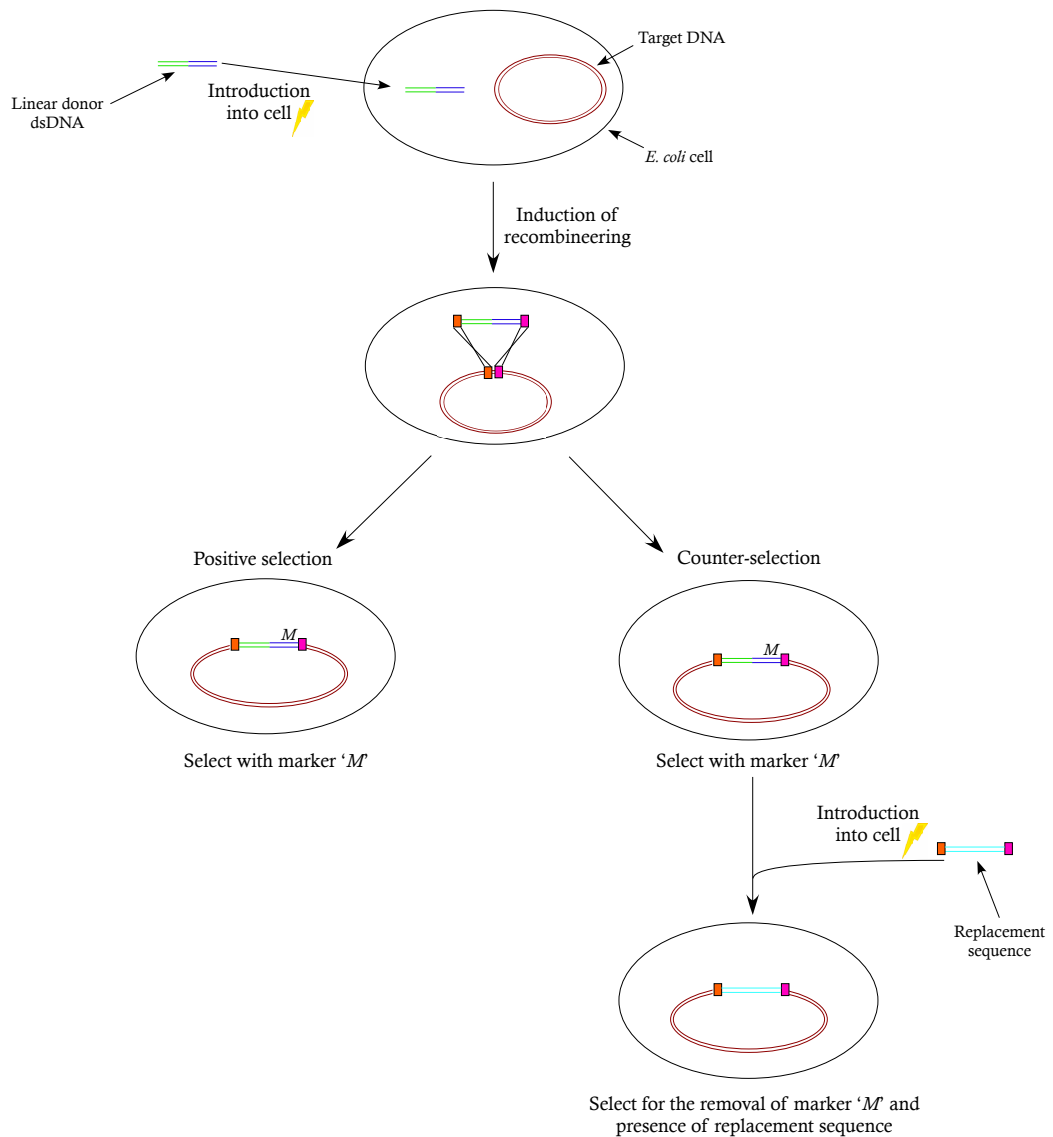 Target DNA
Linear donor
dsDNA
Introduction
into cell
E. coli cell
Induction of
recombineering
Positive selection
Counter-selection
M
M
Select with marker ‘M’
Select with marker ‘M’
Introduction
into cell
Replacement
sequence
Select for the removal of marker ‘M’ and
presence of replacement sequence